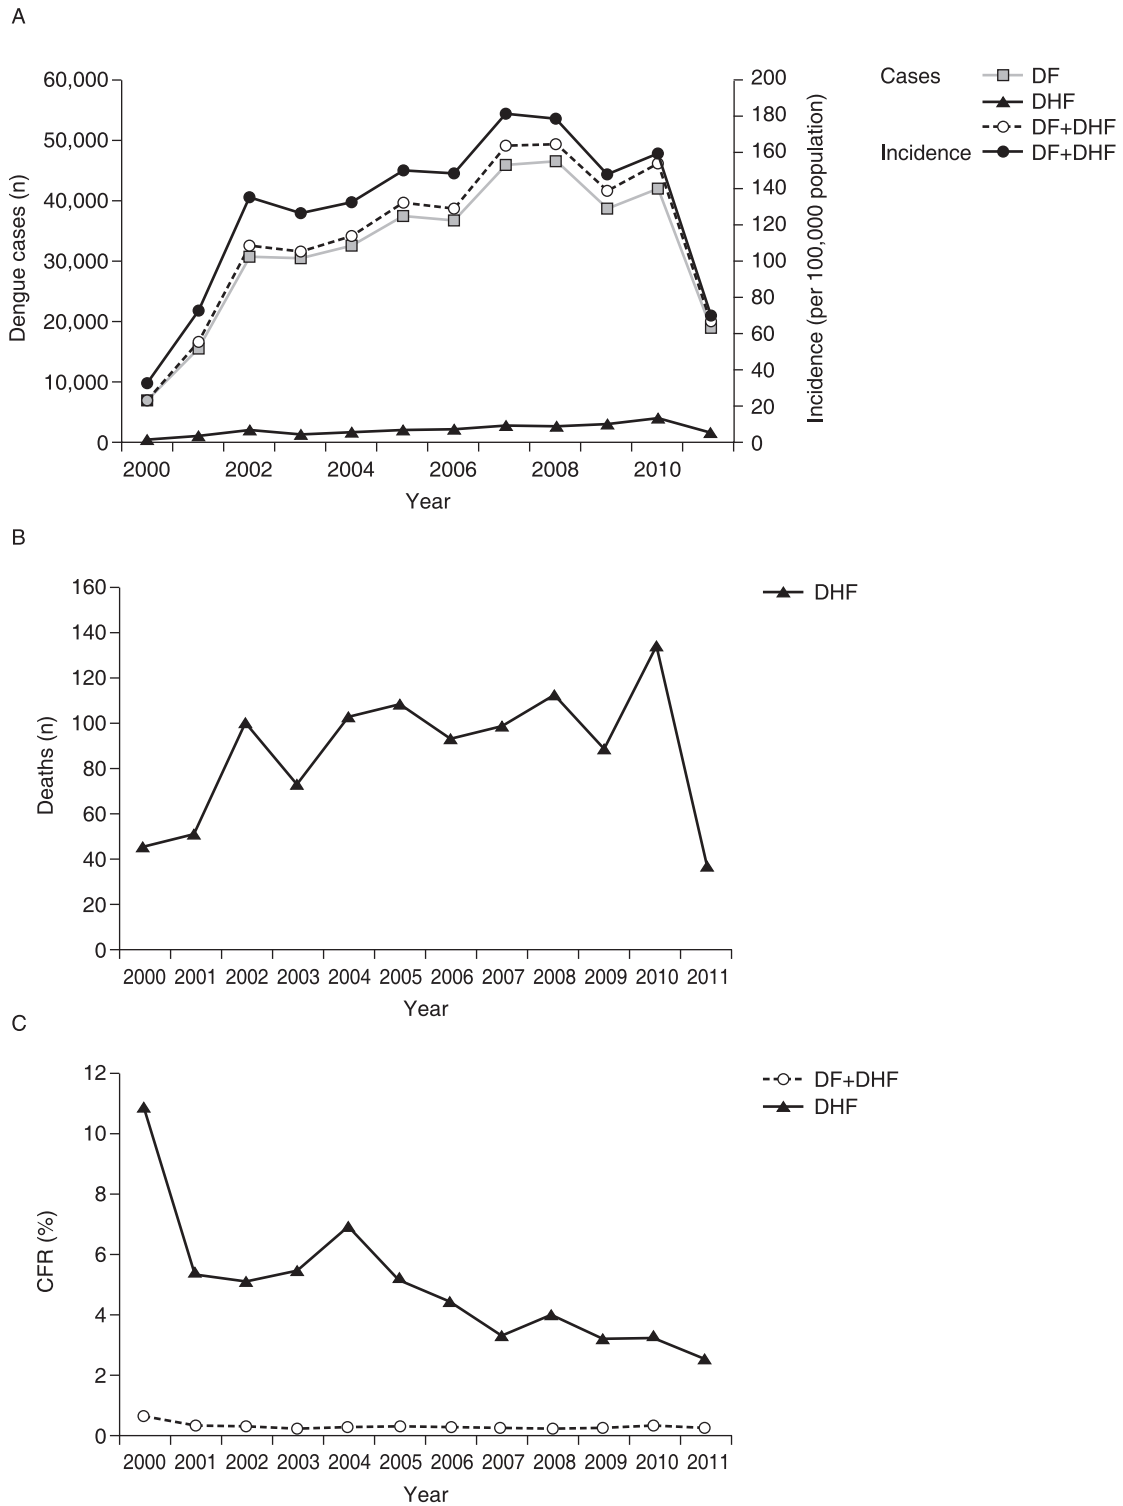 A
Cases DF
DHF
DF+DHF
Incidence DF+DHF
Dengue cases (n)
60,000
50,000
40,000
30,000
20,000
10,000
0
Incidence (per 100,000 population)
200
180
160
140
120
100
80
60
40
20
0
2000 2002 2004 2006 2008 2010
Year
B
DHF
Deaths (n)
160
140
120
100
80
60
40
20
0
2000 2001 2002 2003 2004 2005 2006 2007 2008 2009 2010 2011
Year
C
DF+DHF
DHF
CFR (%)
12
10
8
6
4
2
0
2000 2001 2002 2003 2004 2005 2006 2007 2008 2009 2010 2011
Year